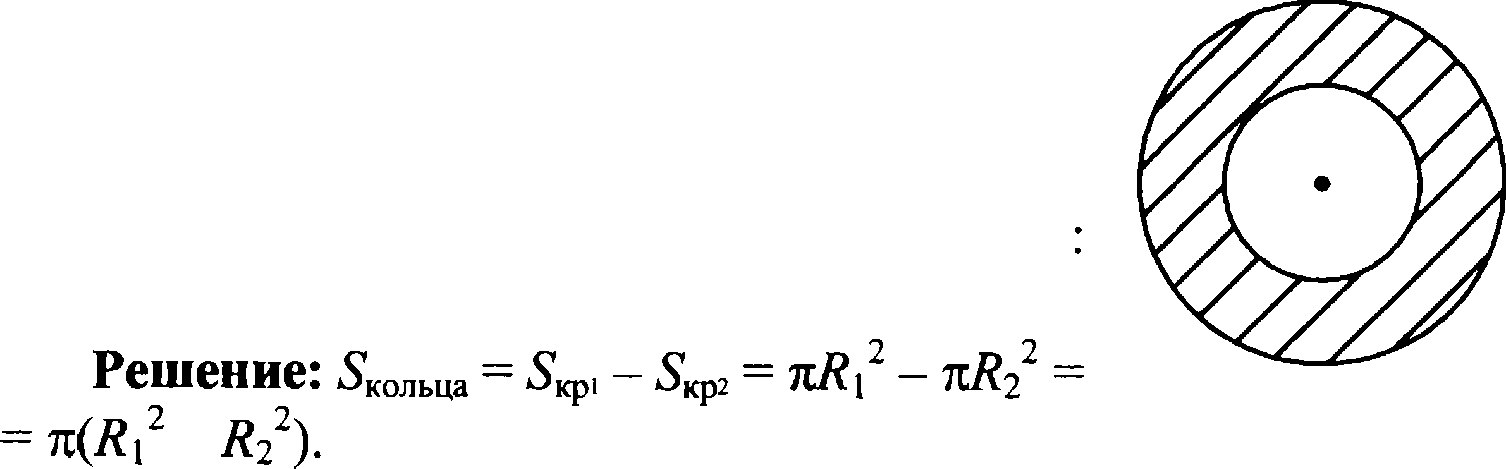 :
Решение: Sкольца = Sкр1 – Sкр2 = πR₁² – πR₂² =
= π(R₁² R₂²).